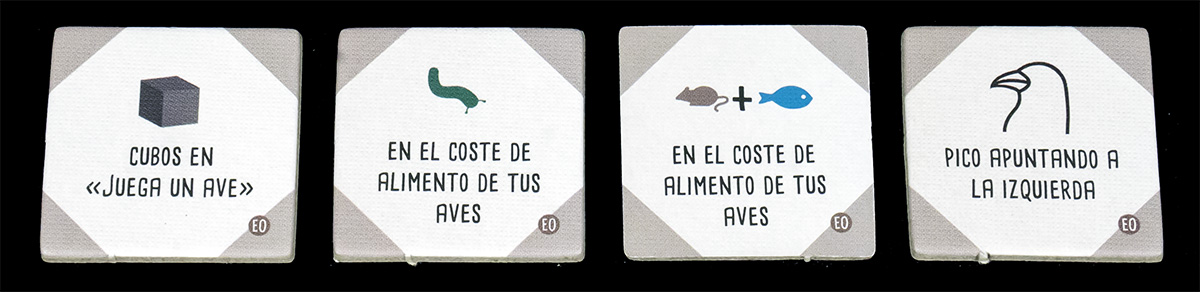 CUBOS EN
«JUEGA UN AVE»
EO
EN EL COSTE DE
ALIMENTO DE TUS
AVES
EO
+
EN EL COSTE DE
ALIMENTO DE TUS
AVES
EO
PICO APUNTANDO A
LA IZQUIERDA
EO